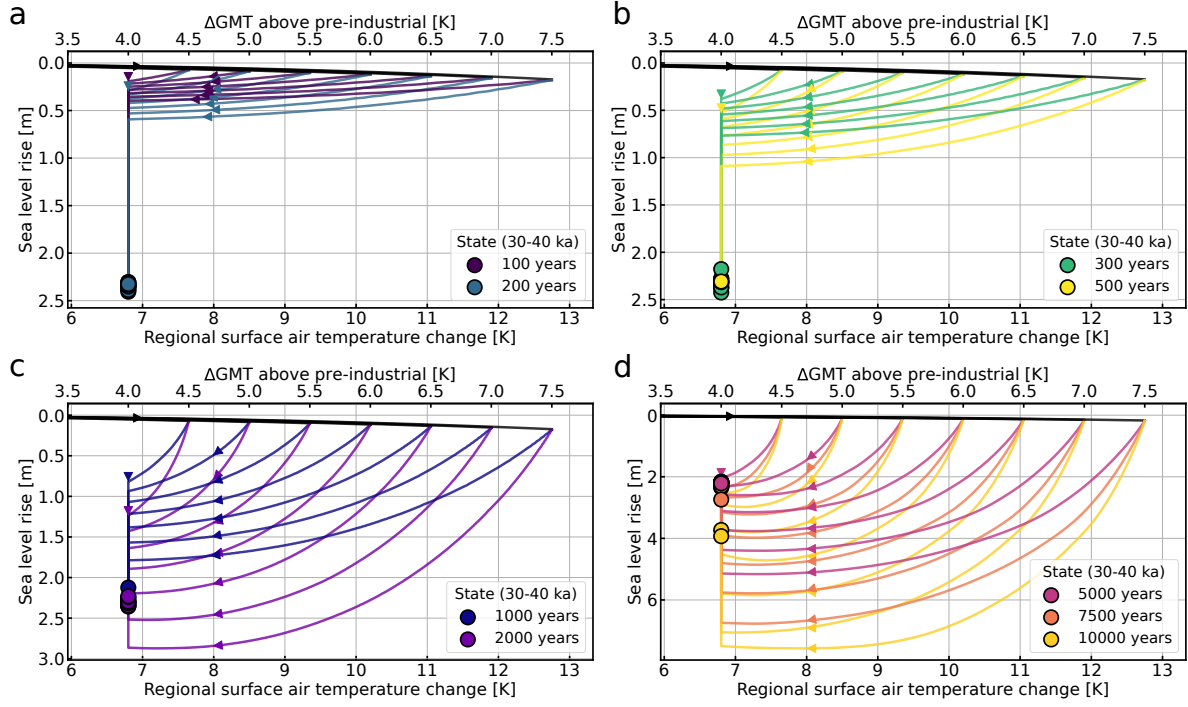 a
ΔGMT above pre-industrial [K]
3.5 4.0 4.5 5.0 5.5 6.0 6.5 7.0 7.5
0.0
0.5
1.0
1.5
2.0
2.5
Sea level rise [m]
State (30-40 ka)
100 years
200 years
6 7 8 9 10 11 12 13
Regional surface air temperature change [K]
b
ΔGMT above pre-industrial [K]
3.5 4.0 4.5 5.0 5.5 6.0 6.5 7.0 7.5
0.0
0.5
1.0
1.5
2.0
2.5
Sea level rise [m]
State (30-40 ka)
300 years
500 years
6 7 8 9 10 11 12 13
Regional surface air temperature change [K]
c
ΔGMT above pre-industrial [K]
3.5 4.0 4.5 5.0 5.5 6.0 6.5 7.0 7.5
0.0
0.5
1.0
1.5
2.0
2.5
3.0
Sea level rise [m]
State (30-40 ka)
1000 years
2000 years
6 7 8 9 10 11 12 13
Regional surface air temperature change [K]
d
ΔGMT above pre-industrial [K]
3.5 4.0 4.5 5.0 5.5 6.0 6.5 7.0 7.5
0
2
4
6
Sea level rise [m]
State (30-40 ka)
5000 years
7500 years
10000 years
6 7 8 9 10 11 12 13
Regional surface air temperature change [K]